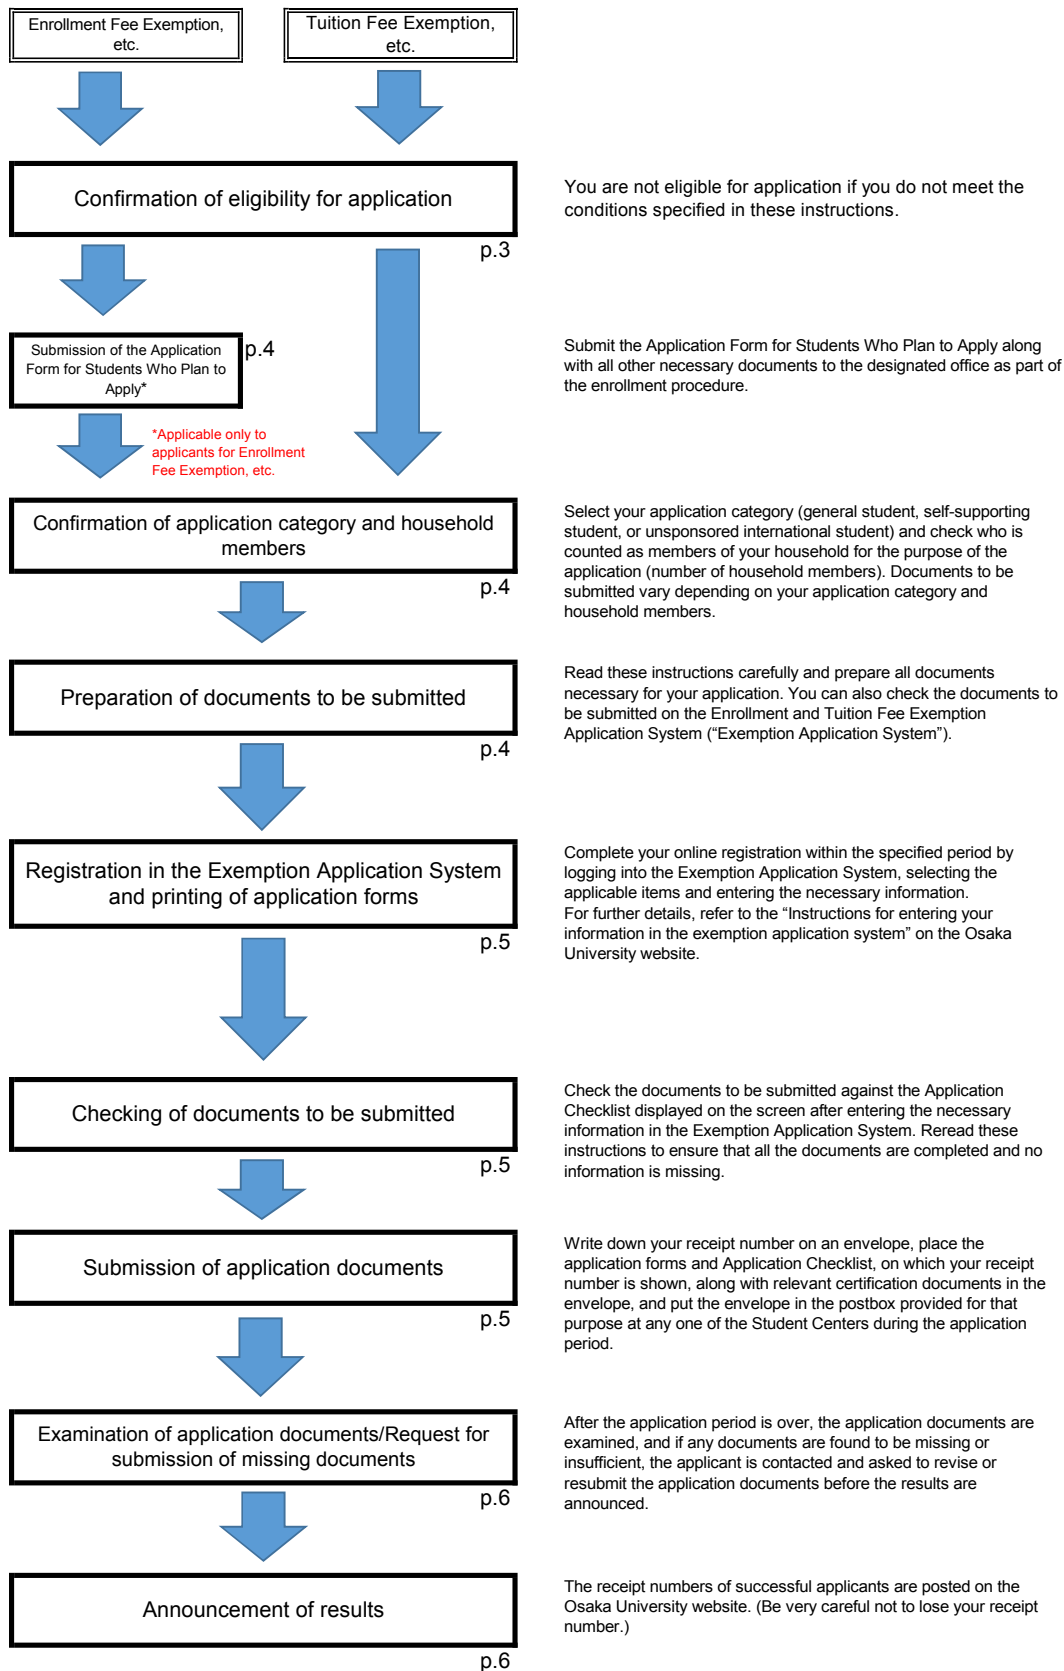 Enrollment Fee Exemption,
etc.
Tuition Fee Exemption,
etc.
Confirmation of eligibility for application
p.3
You are not eligible for application if you do not meet the
conditions specified in these instructions.
Submission of the Application
Form for Students Who Plan to
Apply*
p.4
Submit the Application Form for Students Who Plan to Apply along
with all other necessary documents to the designated office as part of
the enrollment procedure.
*Applicable only to
applicants for Enrollment
Fee Exemption, etc.
Confirmation of application category and household
members
p.4
Select your application category (general student, self-supporting
student, or unsponsored international student) and check who is
counted as members of your household for the purpose of the
application (number of household members). Documents to be
submitted vary depending on your application category and
household members.
Preparation of documents to be submitted
p.4
Read these instructions carefully and prepare all documents
necessary for your application. You can also check the documents to
be submitted on the Enrollment and Tuition Fee Exemption
Application System (“Exemption Application System”).
Registration in the Exemption Application System
and printing of application forms
p.5
Complete your online registration within the specified period by
logging into the Exemption Application System, selecting the
applicable items and entering the necessary information.
For further details, refer to the “Instructions for entering your
information in the exemption application system” on the Osaka
University website.
Checking of documents to be submitted
p.5
Check the documents to be submitted against the Application
Checklist displayed on the screen after entering the necessary
information in the Exemption Application System. Reread these
instructions to ensure that all the documents are completed and no
information is missing.
Submission of application documents
p.5
Write down your receipt number on an envelope, place the
application forms and Application Checklist, on which your receipt
number is shown, along with relevant certification documents in the
envelope, and put the envelope in the postbox provided for that
purpose at any one of the Student Centers during the application
period.
Examination of application documents/Request for
submission of missing documents
p.6
After the application period is over, the application documents are
examined, and if any documents are found to be missing or
insufficient, the applicant is contacted and asked to revise or
resubmit the application documents before the results are
announced.
Announcement of results
p.6
The receipt numbers of successful applicants are posted on the
Osaka University website. (Be very careful not to lose your receipt
number.)